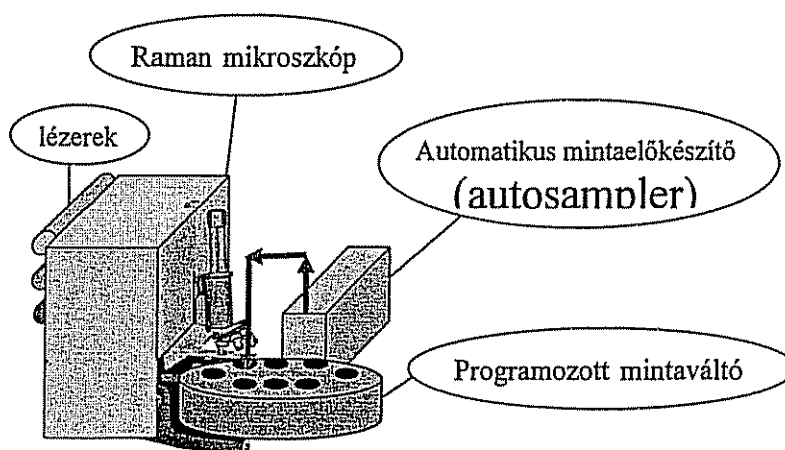 Raman mikroszkóp
lézerek
Automatikus mintaelőkészítő
(autosampler)
Programozott mintaváltó